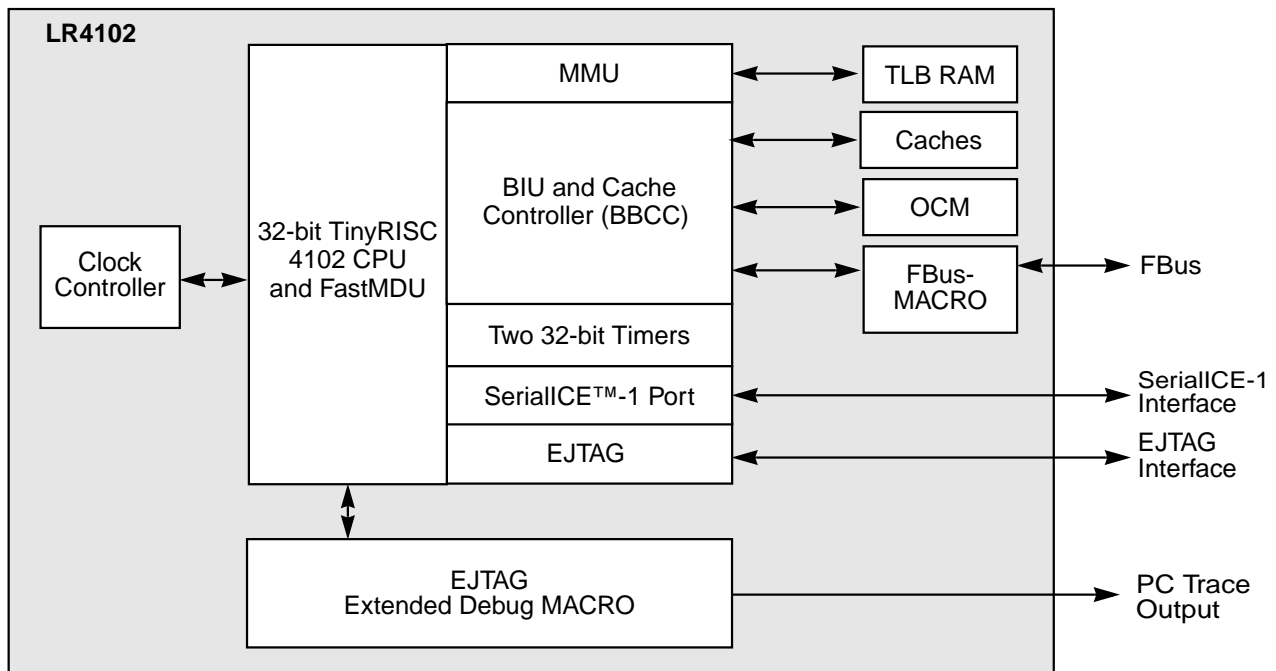 LR4102
MMU
TLB RAM
Caches
BIU and Cache
Controller (BBCC)
OCM
32-bit TinyRISC
4102 CPU
and FastMDU
Clock
Controller
FBus-
MACRO
FBus
Two 32-bit Timers
SerialICE™-1 Port
SerialICE-1
Interface
EJTAG
EJTAG
Interface
EJTAG
Extended Debug MACRO
PC Trace
Output